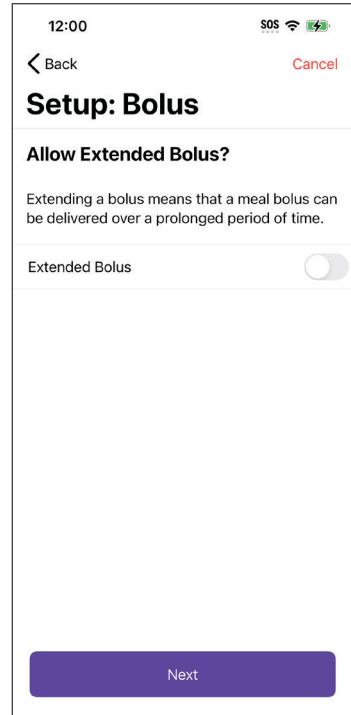 12:00 SOS
Back Cancel
Setup: Bolus
Allow Extended Bolus?
Extending a bolus means that a meal bolus can
be delivered over a prolonged period of time.
Extended Bolus
Next